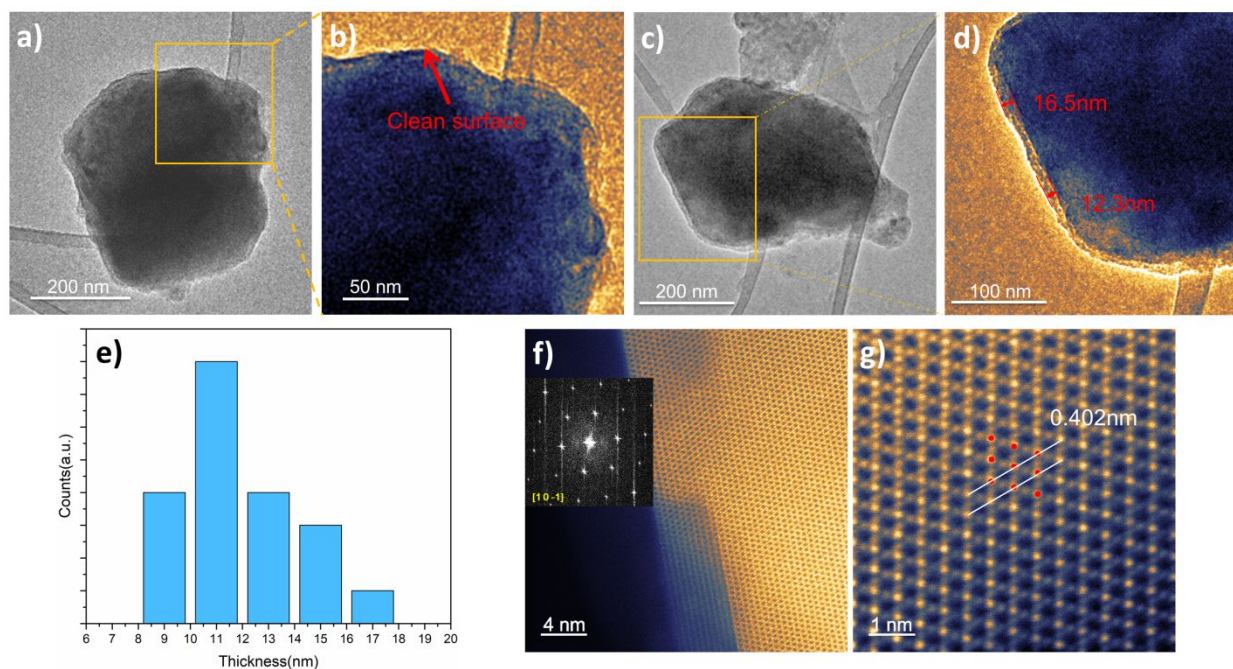 a)
200 nm
b)
Clean surface
50 nm
c)
200 nm
d)
16.5nm
12.3nm
100 nm
e)
Counts(a.u.)
6 7 8 9 10 11 12 13 14 15 16 17 18 19 20
Thickness(nm)
f)
[1 0 -1]
4 nm
g)
0.402nm
1 nm